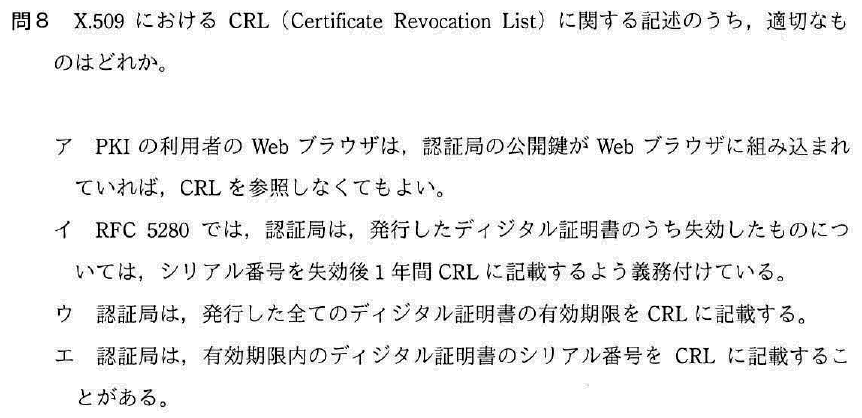 問8 X.509 における CRL（Certificate Revocation List）に関する記述のうち，適切なも
のはどれか。
ア PKI の利用者の Web ブラウザは，認証局の公開鍵が Web ブラウザに組み込まれ
ていれば，CRL を参照しなくてもよい。
イ RFC 5280 では，認証局は，発行したディジタル証明書のうち失効したものにつ
いては，シリアル番号を失効後1年間 CRL に記載するよう義務付けている。
ウ 認証局は，発行した全てのディジタル証明書の有効期限を CRL に記載する。
エ 認証局は，有効期限内のディジタル証明書のシリアル番号を CRL に記載するこ
とがある。